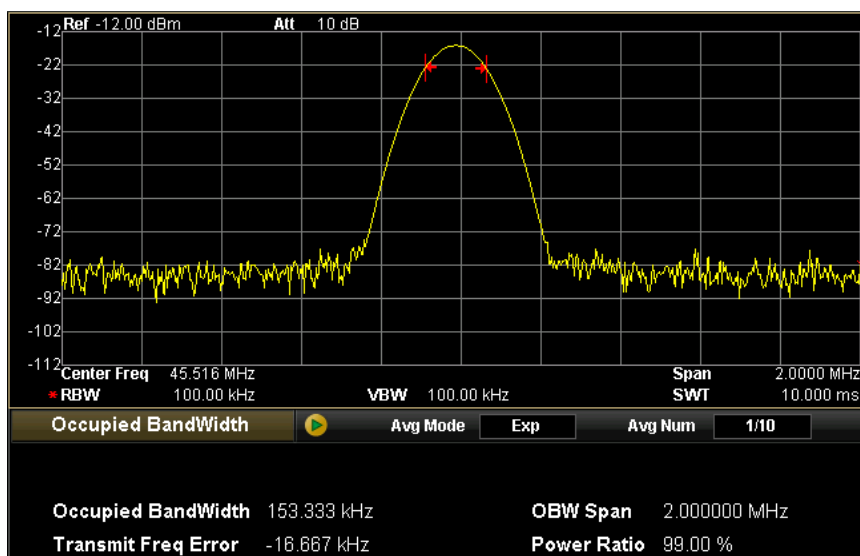 Ref -12.00 dBm Att 10 dB
-12
-22
-32
-42
-52
-62
-72
-82
-92
-102
-112
Center Freq 45.516 MHz Span 2.0000 MHz
*RBW 100.00 kHz VBW 100.00 kHz SWT 10.000 ms
Occupied BandWidth Avg Mode Exp Avg Num 1/10
Occupied BandWidth 153.333 kHz OBW Span 2.000000 MHz
Transmit Freq Error -16.667 kHz Power Ratio 99.00 %